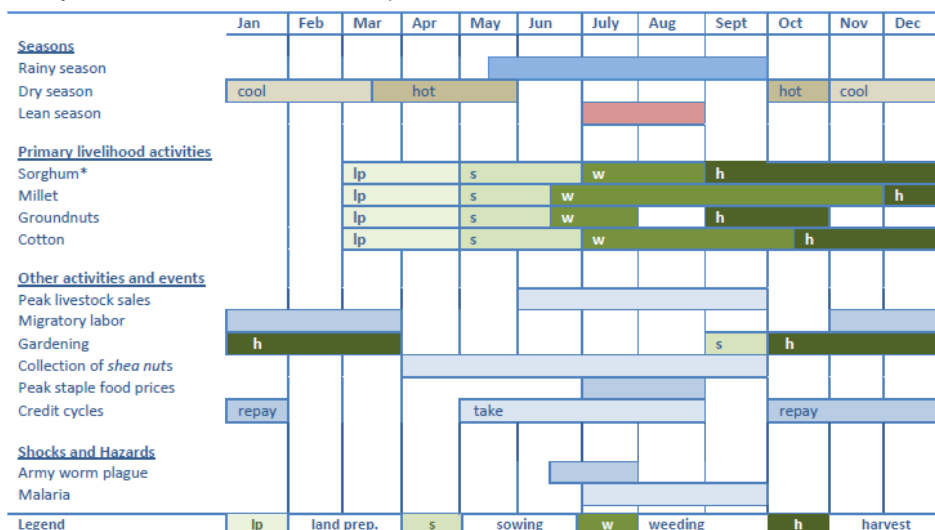 Jan Feb Mar Apr May Jun July Aug Sept Oct Nov Dec
Seasons
Rainy season
Dry season cool hot hot cool
Lean season
Primary livelihood activities
Sorghum* lp s w h
Millet lp s w h
Groundnuts lp s w h
Cotton lp s w h
Other activities and events
Peak livestock sales
Migratory labor
Gardening h s h
Collection of shea nuts
Peak staple food prices
Credit cycles repay take repay
Shocks and Hazards
Army worm plague
Malaria
Legend lp land prep. s sowing w weeding h harvest